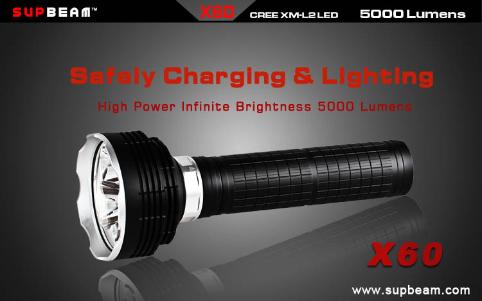 SUPBEAM™ X60 CREE XM-L2 LED 5000 Lumens
Safely Charging & Lighting
High Power Infinite Brightness 5000 Lumens
X60
www.supbeam.com